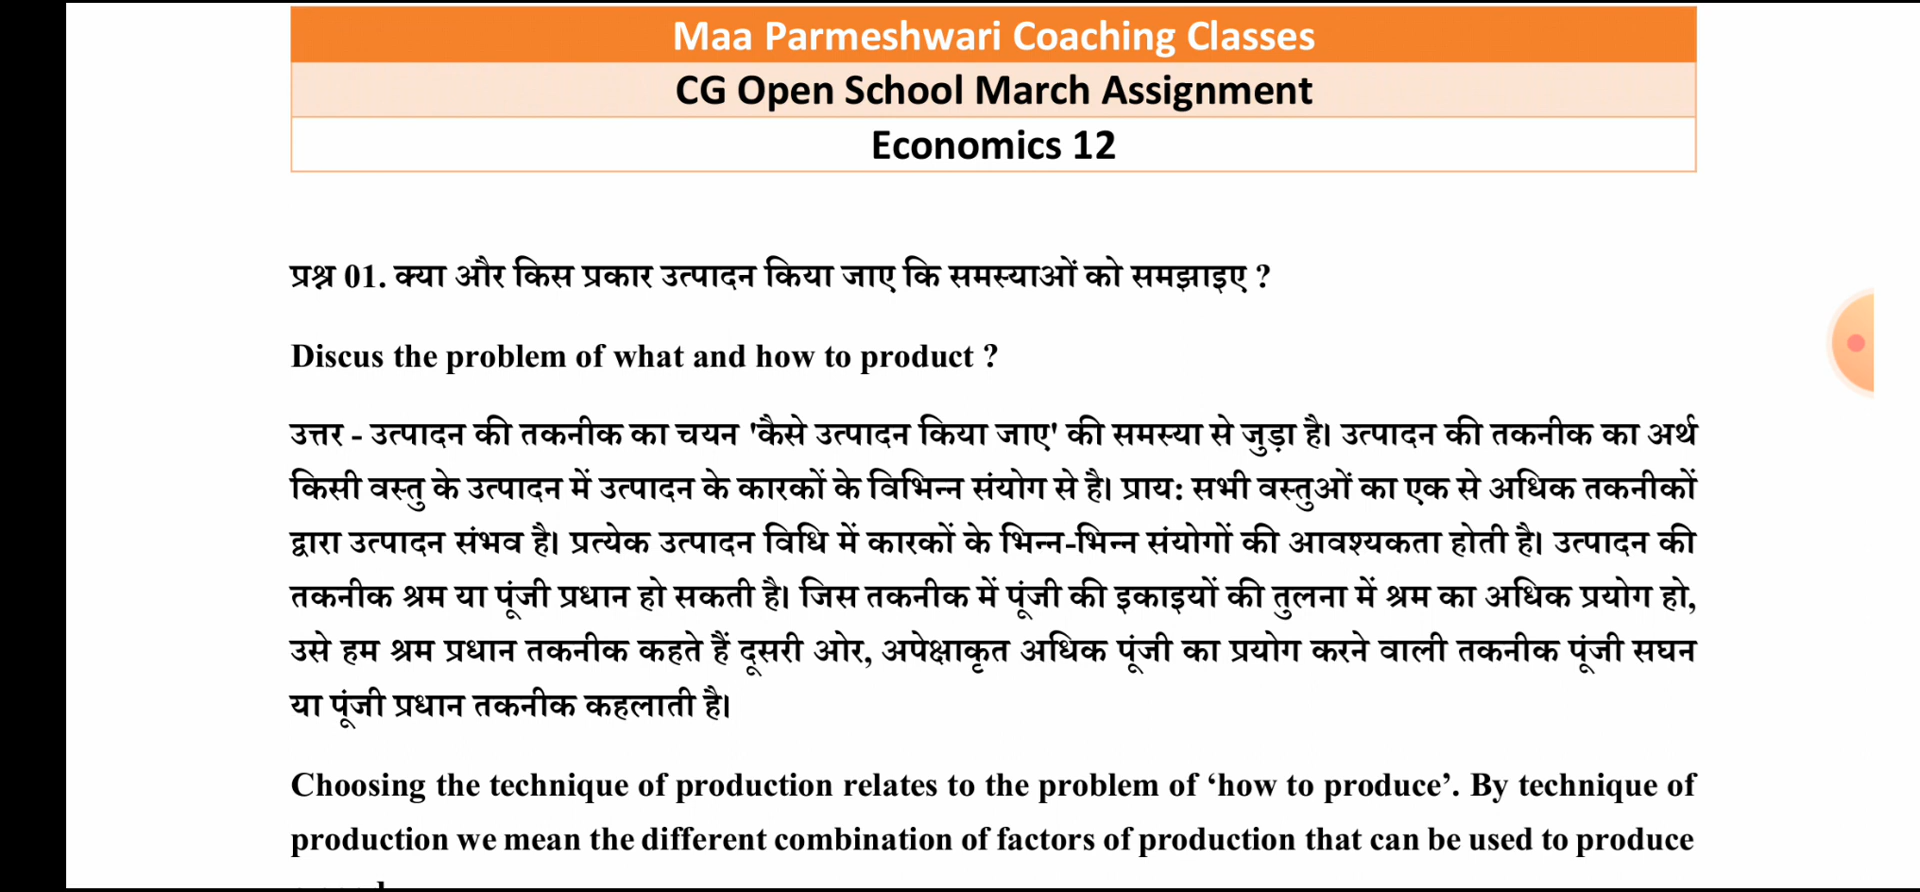 Maa Parmeshwari Coaching Classes
CG Open School March Assignment
Economics 12
प्रश्न 01. क्या और किस प्रकार उत्पादन किया जाए कि समस्याओं को समझाइए ?
Discus the problem of what and how to product ?
उत्तर - उत्पादन की तकनीक का चयन 'कैसे उत्पादन किया जाए' की समस्या से जुड़ा है। उत्पादन की तकनीक का अर्थ
किसी वस्तु के उत्पादन में उत्पादन के कारकों के विभिन्न संयोग से है। प्राय: सभी वस्तुओं का एक से अधिक तकनीकों
द्वारा उत्पादन संभव है। प्रत्येक उत्पादन विधि में कारकों के भिन्न-भिन्न संयोगों की आवश्यकता होती है। उत्पादन की
तकनीक श्रम या पूंजी प्रधान हो सकती है। जिस तकनीक में पूंजी की इकाइयों की तुलना में श्रम का अधिक प्रयोग हो,
उसे हम श्रम प्रधान तकनीक कहते हैं दूसरी ओर, अपेक्षाकृत अधिक पूंजी का प्रयोग करने वाली तकनीक पूंजी सघन
या पूंजी प्रधान तकनीक कहलाती है।
Choosing the technique of production relates to the problem of ‘how to produce’. By technique of
production we mean the different combination of factors of production that can be used to produce